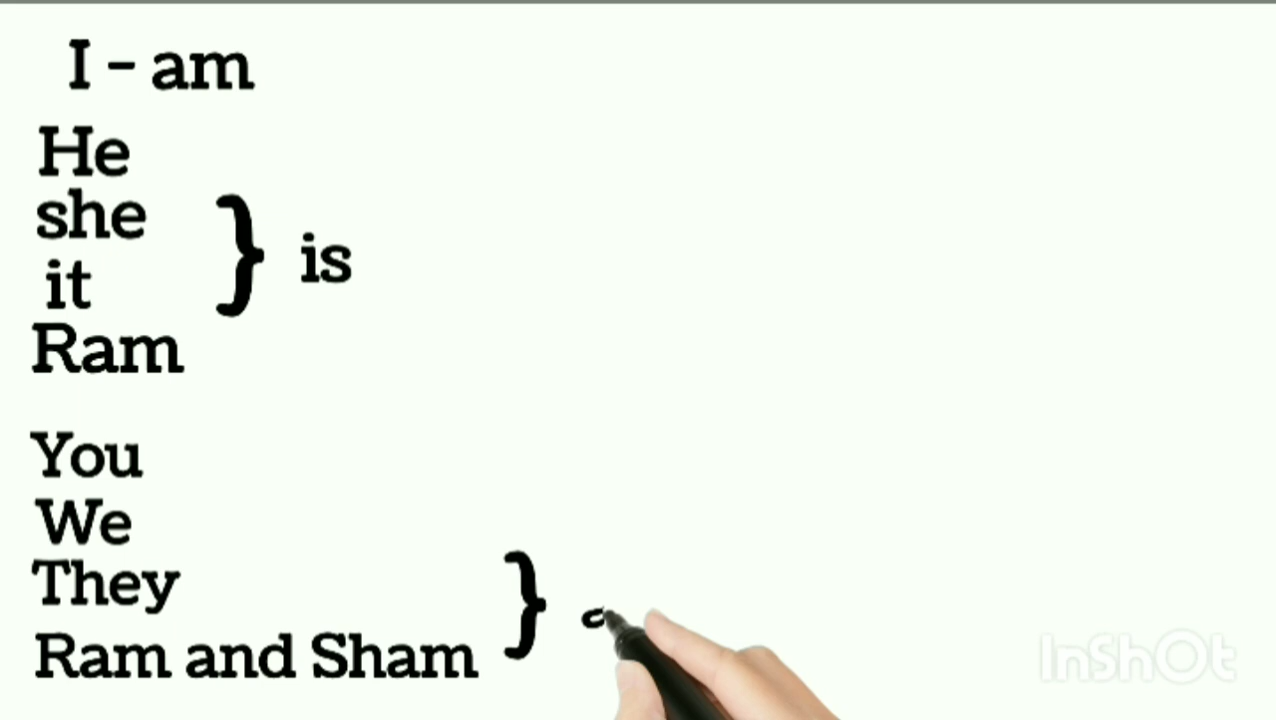 I - am
He
she
it
} is
Ram
You
We
They
}
Ram and Sham
InShOt